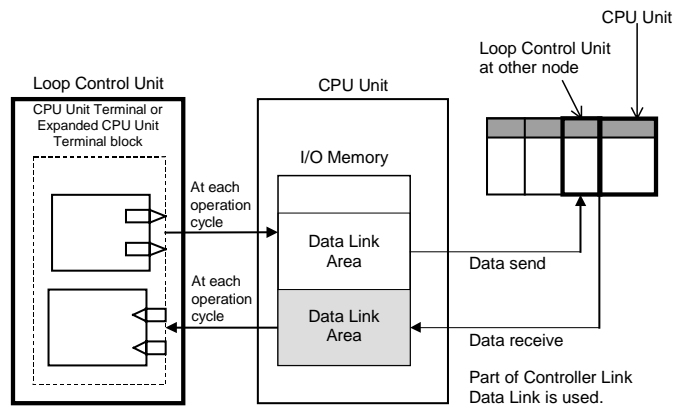 CPU Unit
Loop Control Unit
at other node
Loop Control Unit
CPU Unit
CPU Unit Terminal or
Expanded CPU Unit
Terminal block
I/O Memory
At each
operation
cycle
Data Link
Area
Data send
At each
operation
cycle
Data Link
Area
Data receive
Part of Controller Link
Data Link is used.